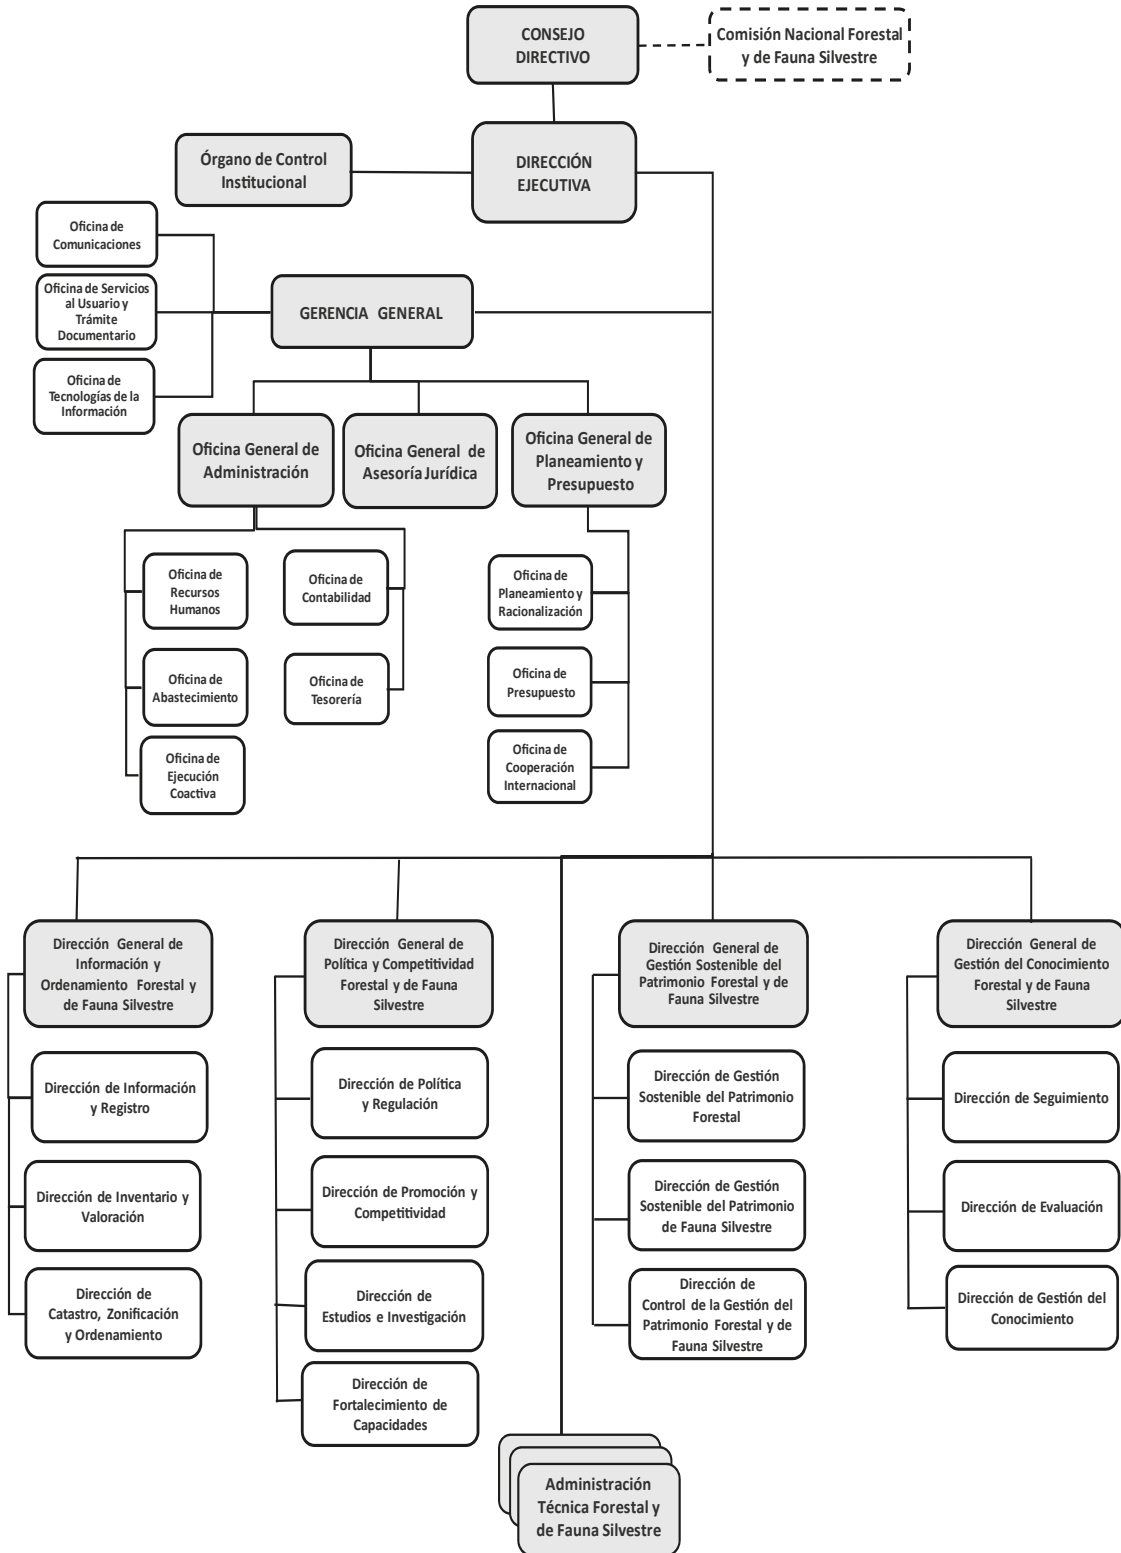 CONSEJO
DIRECTIVO
Comisión Nacional Forestal
y de Fauna Silvestre
Órgano de Control
Institucional
DIRECCIÓN
EJECUTIVA
Oficina de
Comunicaciones
Oficina de Servicios
al Usuario y
Trámite
Documentario
Oficina de
Tecnologías de la
Información
GERENCIA GENERAL
Oficina General de
Administración
Oficina General de
Asesoría Jurídica
Oficina General de
Planeamiento y
Presupuesto
Oficina de
Recursos
Humanos
Oficina de
Contabilidad
Oficina de
Planeamiento y
Racionalización
Oficina de
Abastecimiento
Oficina de
Tesorería
Oficina de
Presupuesto
Oficina de
Ejecución
Coactiva
Oficina de
Cooperación
Internacional
Dirección General de
Información y
Ordenamiento Forestal y
de Fauna Silvestre
Dirección General de
Política y Competitividad
Forestal y de Fauna
Silvestre
Dirección General de
Gestión Sostenible del
Patrimonio Forestal y de
Fauna Silvestre
Dirección General de
Gestión del Conocimiento
Forestal y de Fauna
Silvestre
Dirección de Información
y Registro
Dirección de Política
y Regulación
Dirección de Gestión
Sostenible del Patrimonio
Forestal
Dirección de Seguimiento
Dirección de Inventario y
Valoración
Dirección de Promoción y
Competitividad
Dirección de Gestión
Sostenible del Patrimonio
de Fauna Silvestre
Dirección de Evaluación
Dirección de
Catastro, Zonificación
y Ordenamiento
Dirección de
Estudios e Investigación
Dirección de
Control de la Gestión del
Patrimonio Forestal y de
Fauna Silvestre
Dirección de Gestión del
Conocimiento
Dirección de
Fortalecimiento de
Capacidades
Administración
Técnica Forestal y
de Fauna Silvestre